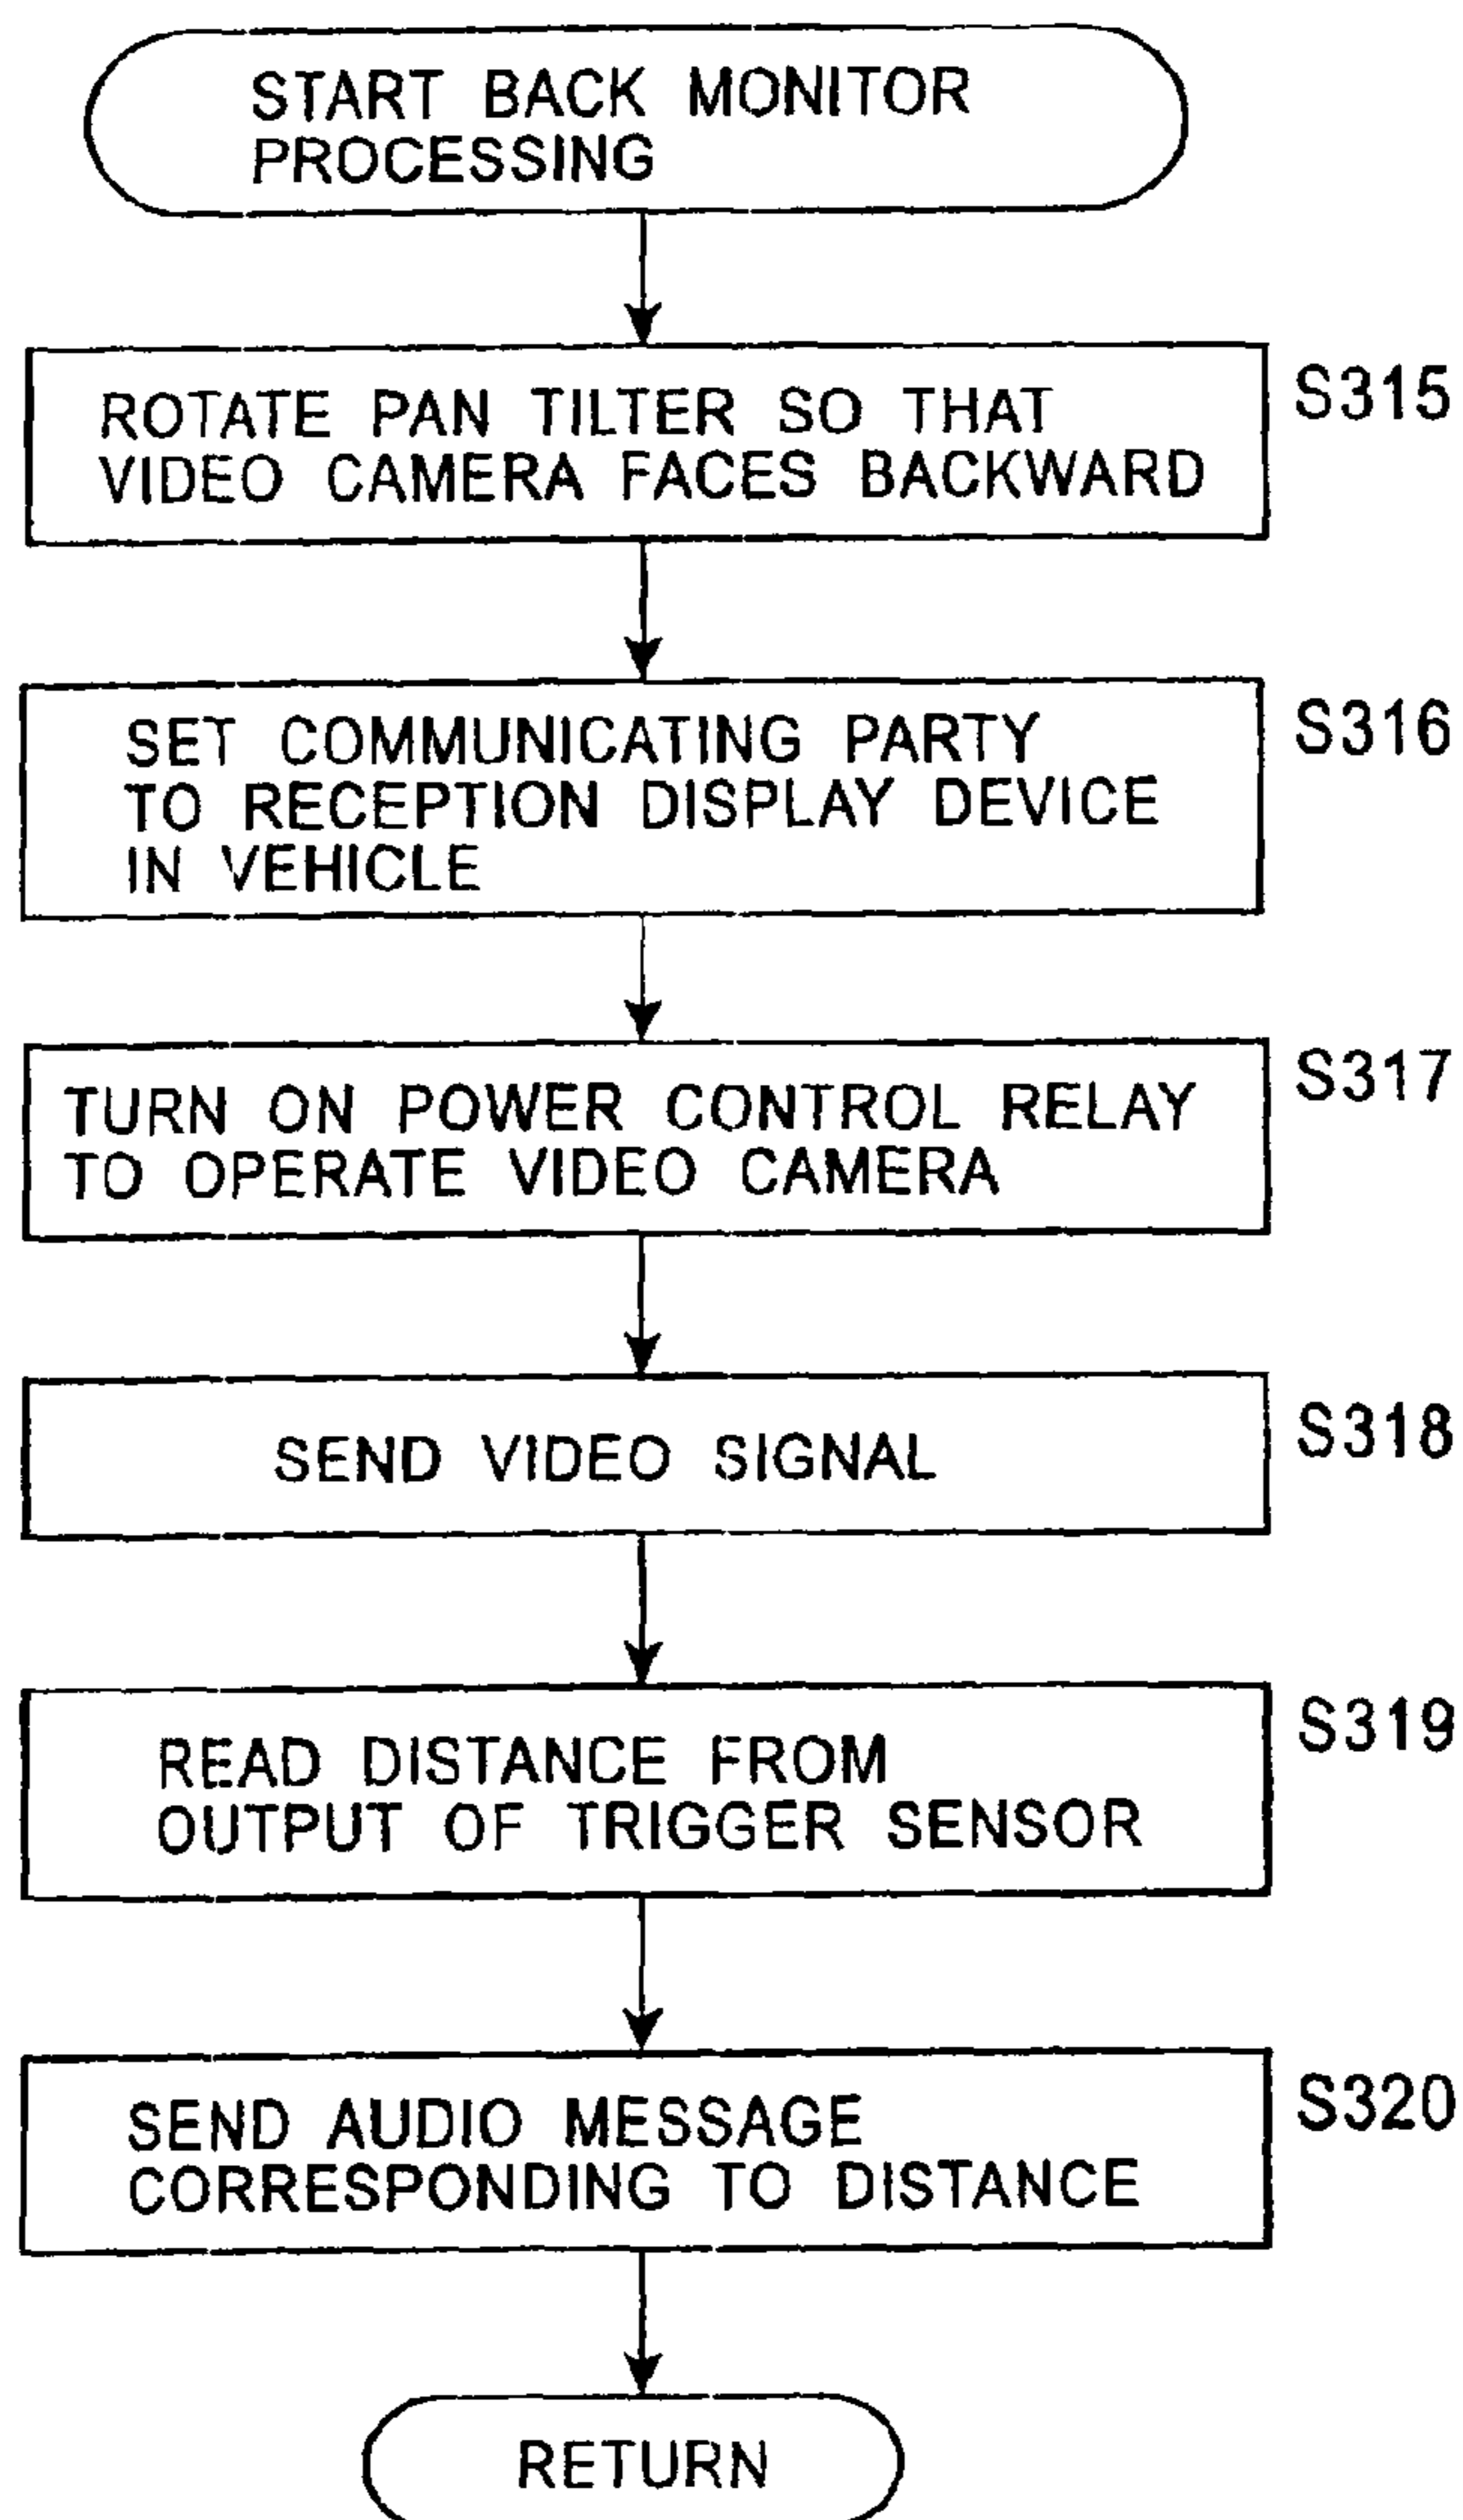 START BACK MONITOR
PROCESSING
ROTATE PAN TILTER SO THAT
VIDEO CAMERA FACES BACKWARD
S315
SET COMMUNICATING PARTY
TO RECEPTION DISPLAY DEVICE
IN VEHICLE
S316
TURN ON POWER CONTROL RELAY
TO OPERATE VIDEO CAMERA
S317
SEND VIDEO SIGNAL
S318
READ DISTANCE FROM
OUTPUT OF TRIGGER SENSOR
S319
SEND AUDIO MESSAGE
CORRESPONDING TO DISTANCE
S320
RETURN